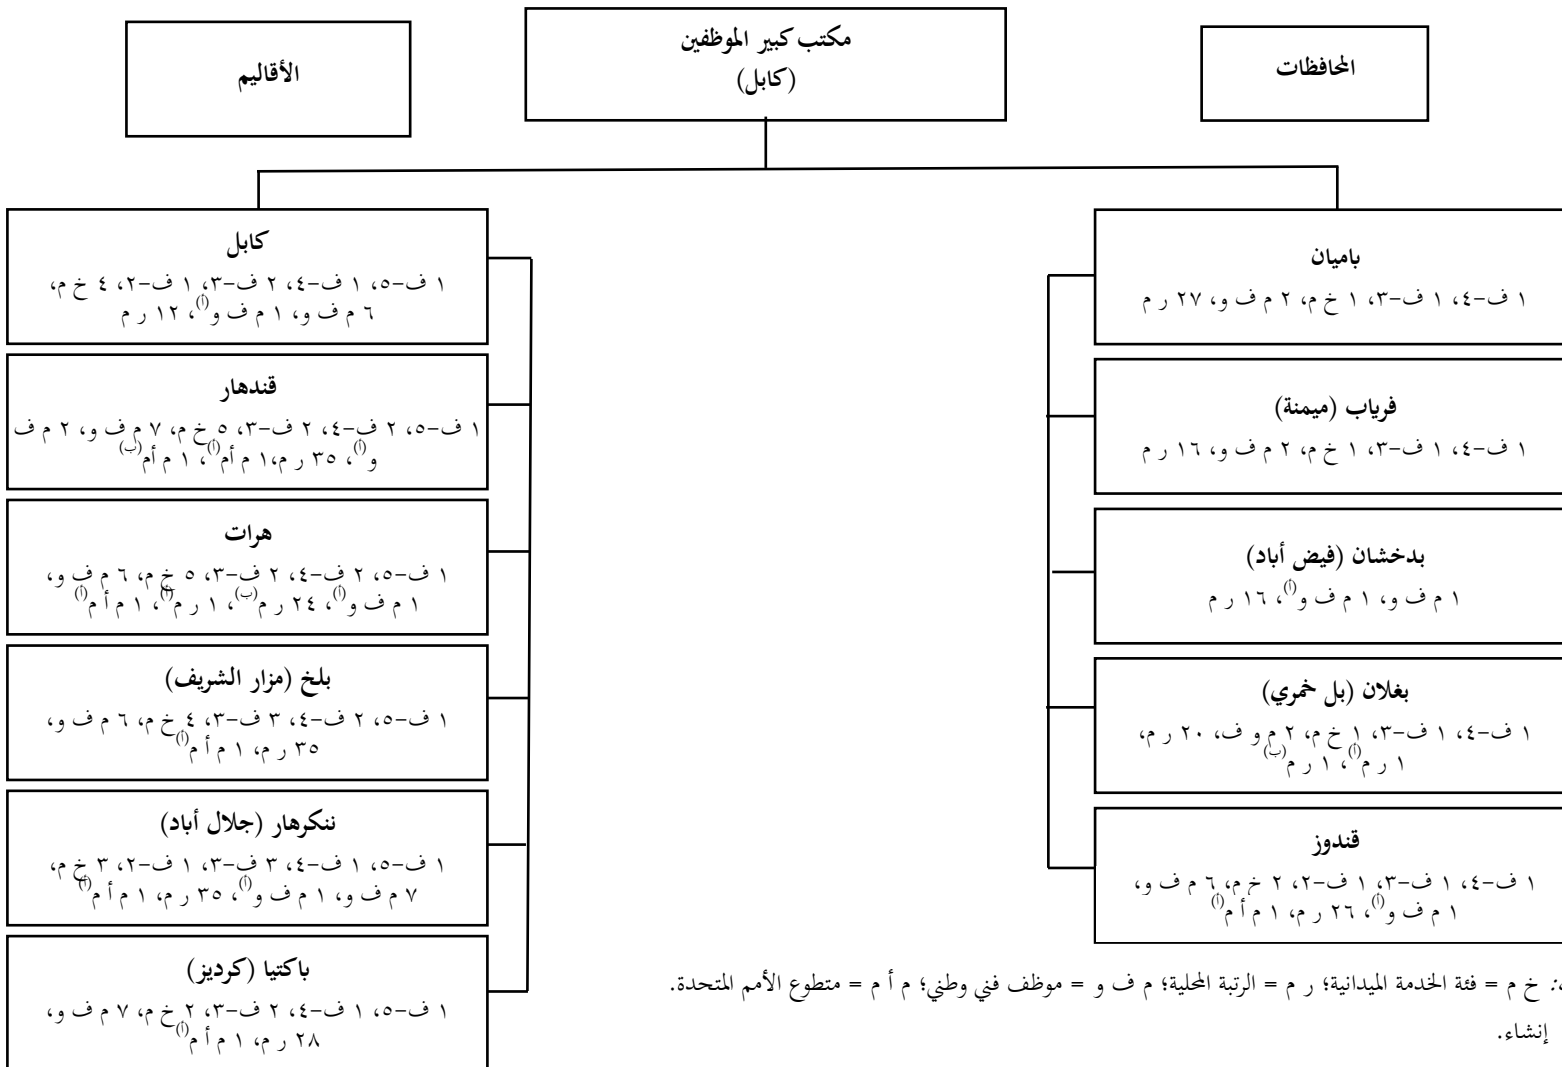 مكتب كبير الموظفين
(كابل)
المحافظات
الأقاليم
باميان
١ ف-٤، ١ ف-٣، ١ خ م، ٢ م ف و، ٢٧ ر م
فرياب (ميمنة)
١ ف-٤، ١ ف-٣، ١ خ م، ٢ م ف و، ١٦ ر م
بدخشان (فيض أباد)
١ م ف و، ١ م ف و(أ)، ١٦ ر م
بغلان (بل خمري)
١ ف-٤، ١ ف-٣، ١ خ م، ٢ م و ف، ٢٠ ر م،
١ ر م(أ)، ١ ر م(ب)
قندوز
١ ف-٤، ١ ف-٣، ١ ف-٢، ٢ خ م، ٦ م ف و،
١ م ف و(أ)، ٢٦ ر م، ١ م أ م(أ)
كابل
١ ف-٥، ١ ف-٤، ٢ ف-٣، ١ ف-٢، ٤ خ م،
٦ م ف و، ١ م ف و(أ)، ١٢ ر م
قندهار
١ ف-٥، ٢ ف-٤، ٢ ف-٣، ٥ خ م، ٧ م ف و، ٢ م ف
و(أ)، ٣٥ ر م،١ م أم(أ)، ١ م أم(ب)
هرات
١ ف-٥، ٢ ف-٤، ٢ ف-٣، ٥ خ م، ٦ م ف و،
١ م ف و(أ)، ٢٤ ر م(ب)، ١ ر م(أ)، ١ م أ م(أ)
بلخ (مزار الشريف)
١ ف-٥، ٢ ف-٤، ٣ ف-٣، ٤ خ م، ٦ م ف و،
٣٥ ر م، ١ م أ م(أ)
ننكرهار (جلال أباد)
١ ف-٥، ١ ف-٤، ٣ ف-٣، ١ ف-٢، ٣ خ م،
٧ م ف و، ١ م ف و(أ)، ٣٥ ر م، ١ م أ م(أ)
باكتيا (كرديز)
١ ف-٥، ١ ف-٤، ٢ ف-٣، ٢ خ م، ٧ م ف و،
٢٨ ر م، ١ م أ م(أ)
: خ م = فئة الخدمة الميدانية؛ ر م = الرتبة المحلية؛ م ف و = موظف فني وطني؛ م أ م = متطوع الأمم المتحدة.
إنشاء.